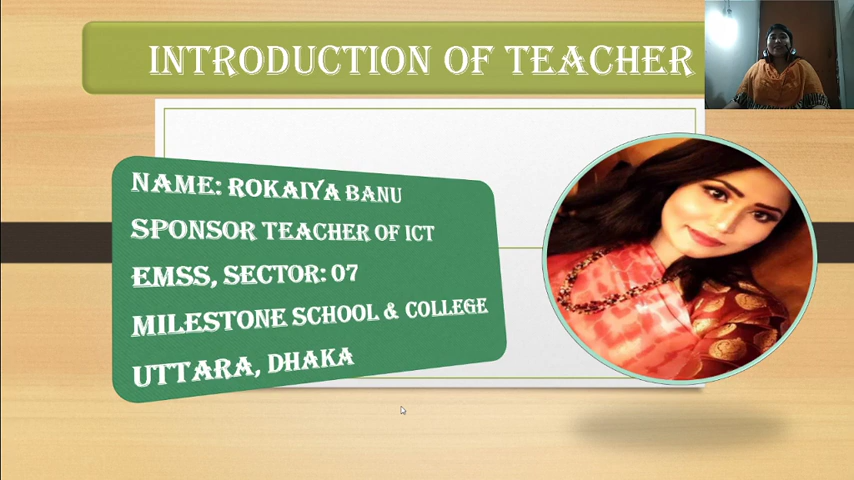 INTRODUCTION OF TEACHER
NAME: ROKAIYA BANU
SPONSOR TEACHER OF ICT
EMSS, SECTOR: 07
MILESTONE SCHOOL & COLLEGE
UTTARA, DHAKA